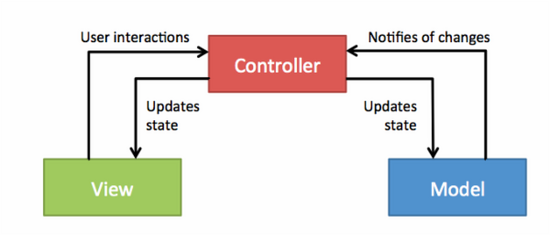 User interactions
Notifies of changes
Controller
Updates
state
Updates
state
View
Model